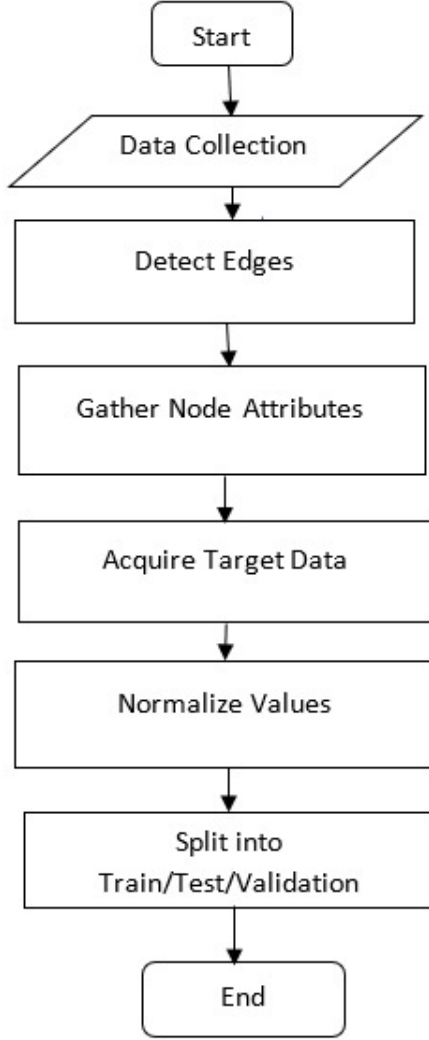 Start
Data Collection
Detect Edges
Gather Node Attributes
Acquire Target Data
Normalize Values
Split into
Train/Test/Validation
End